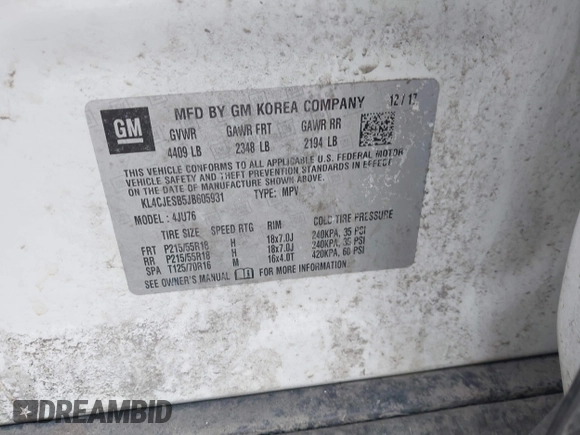 GM
MFD BY GM KOREA COMPANY 12/17
GVWR GAWR FRT GAWR RR
4409 LB 2348 LB 2194 LB
THIS VEHICLE CONFORMS TO ALL APPLICABLE U.S. FEDERAL MOTOR
VEHICLE SAFETY AND THEFT PREVENTION STANDARDS IN EFFECT
ON THE DATE OF MANUFACTURE SHOWN ABOVE.
KL4CJESB5JB605931 TYPE: MPV
MODEL: 4JU76
TIRE SIZE SPEED RTG RIM COLD TIRE PRESSURE
FRT P215/55R18 H 18x7.0J 240KPA, 35 PSI
RR P215/55R18 H 18x7.0J 240KPA, 35 PSI
SPA T125/70R16 M 16x4.0T 420KPA, 60 PSI
SEE OWNER'S MANUAL FOR MORE INFORMATION.
DREAMBID